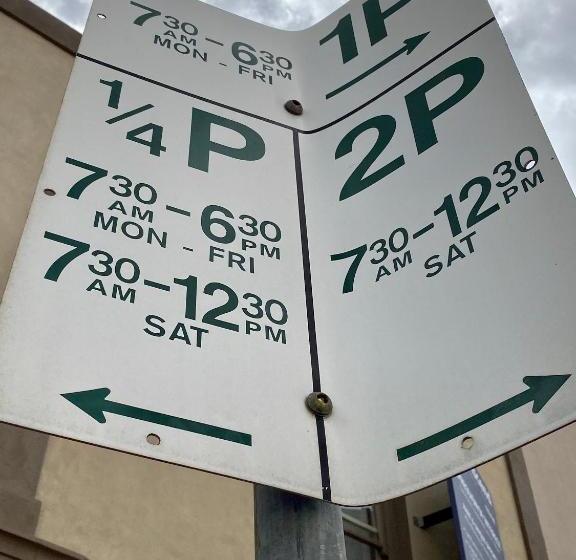 7 30 AM – 6 30 PM
MON - FRI
1P
1/4 P
7 30 AM – 6 30 PM
MON - FRI
7 30 AM – 12 30 PM
SAT
2P
7 30 AM – 12 30 PM
SAT